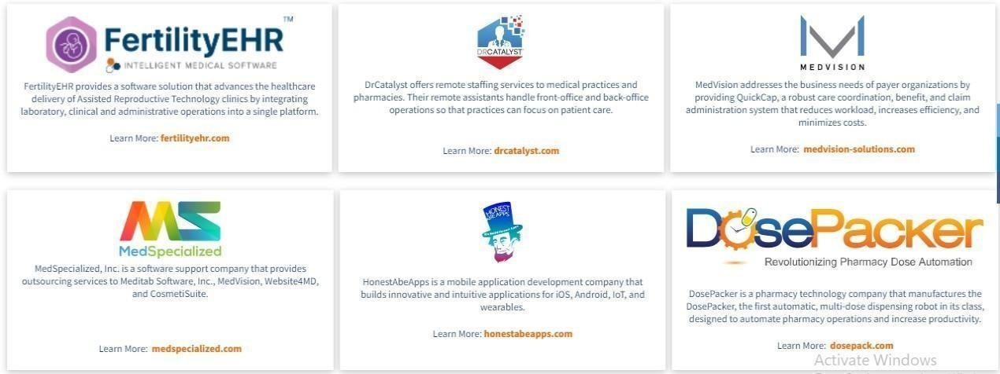 FertilityEHR™
INTELLIGENT MEDICAL SOFTWARE
FertilityEHR provides a software solution that advances the healthcare
delivery of Assisted Reproductive Technology clinics by integrating
laboratory, clinical and administrative operations into a single platform.
Learn More: fertilityehr.com
DRCATALYST
DrCatalyst offers remote staffing services to medical practices and
pharmacies. Their remote assistants handle front-office and back-office
operations so that practices can focus on patient care.
Learn More: drcatalyst.com
MEDVISION
MedVision addresses the business needs of payer organizations by
providing QuickCap, a robust care coordination, benefit, and claim
administration system that reduces workload, increases efficiency, and
minimizes costs.
Learn More: medvision-solutions.com
MS
MedSpecialized
MedSpecialized, Inc. is a software support company that provides
outsourcing services to Meditab Software, Inc., MedVision, Website4MD,
and CosmetiSuite.
Learn More: medspecialized.com
HONEST
ABE APPS
HonestAbeApps is a mobile application development company that
builds innovative and intuitive applications for iOS, Android, IoT, and
wearables.
Learn More: honestabeapps.com
DosePacker
Revolutionizing Pharmacy Dose Automation
DosePacker is a pharmacy technology company that manufactures the
DosePacker, the first automatic, multi-dose dispensing robot in its class,
designed to automate pharmacy operations and increase productivity.
Learn More: dosepack.com
Activate Windows